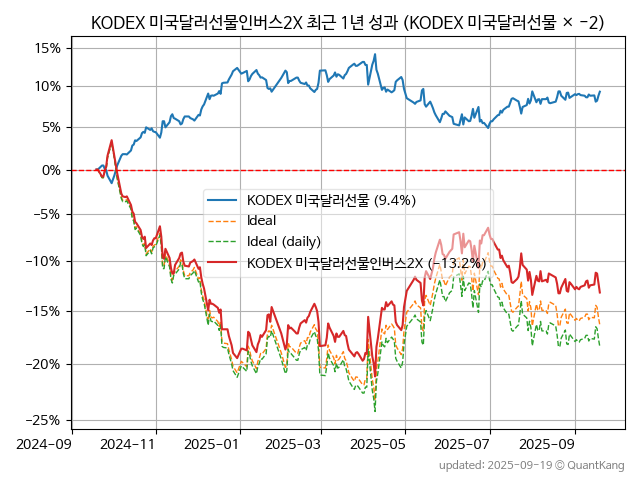 KODEX 미국달러선물인버스2X 최근 1년 성과 (KODEX 미국달러선물 × −2)
15%
10%
5%
0%
−5%
−10%
−15%
−20%
−25%
KODEX 미국달러선물 (9.4%)
Ideal
Ideal (daily)
KODEX 미국달러선물인버스2X (−13.2%)
2024-09
2024-11
2025-01
2025-03
2025-05
2025-07
2025-09
updated: 2025-09-19 © QuantKang